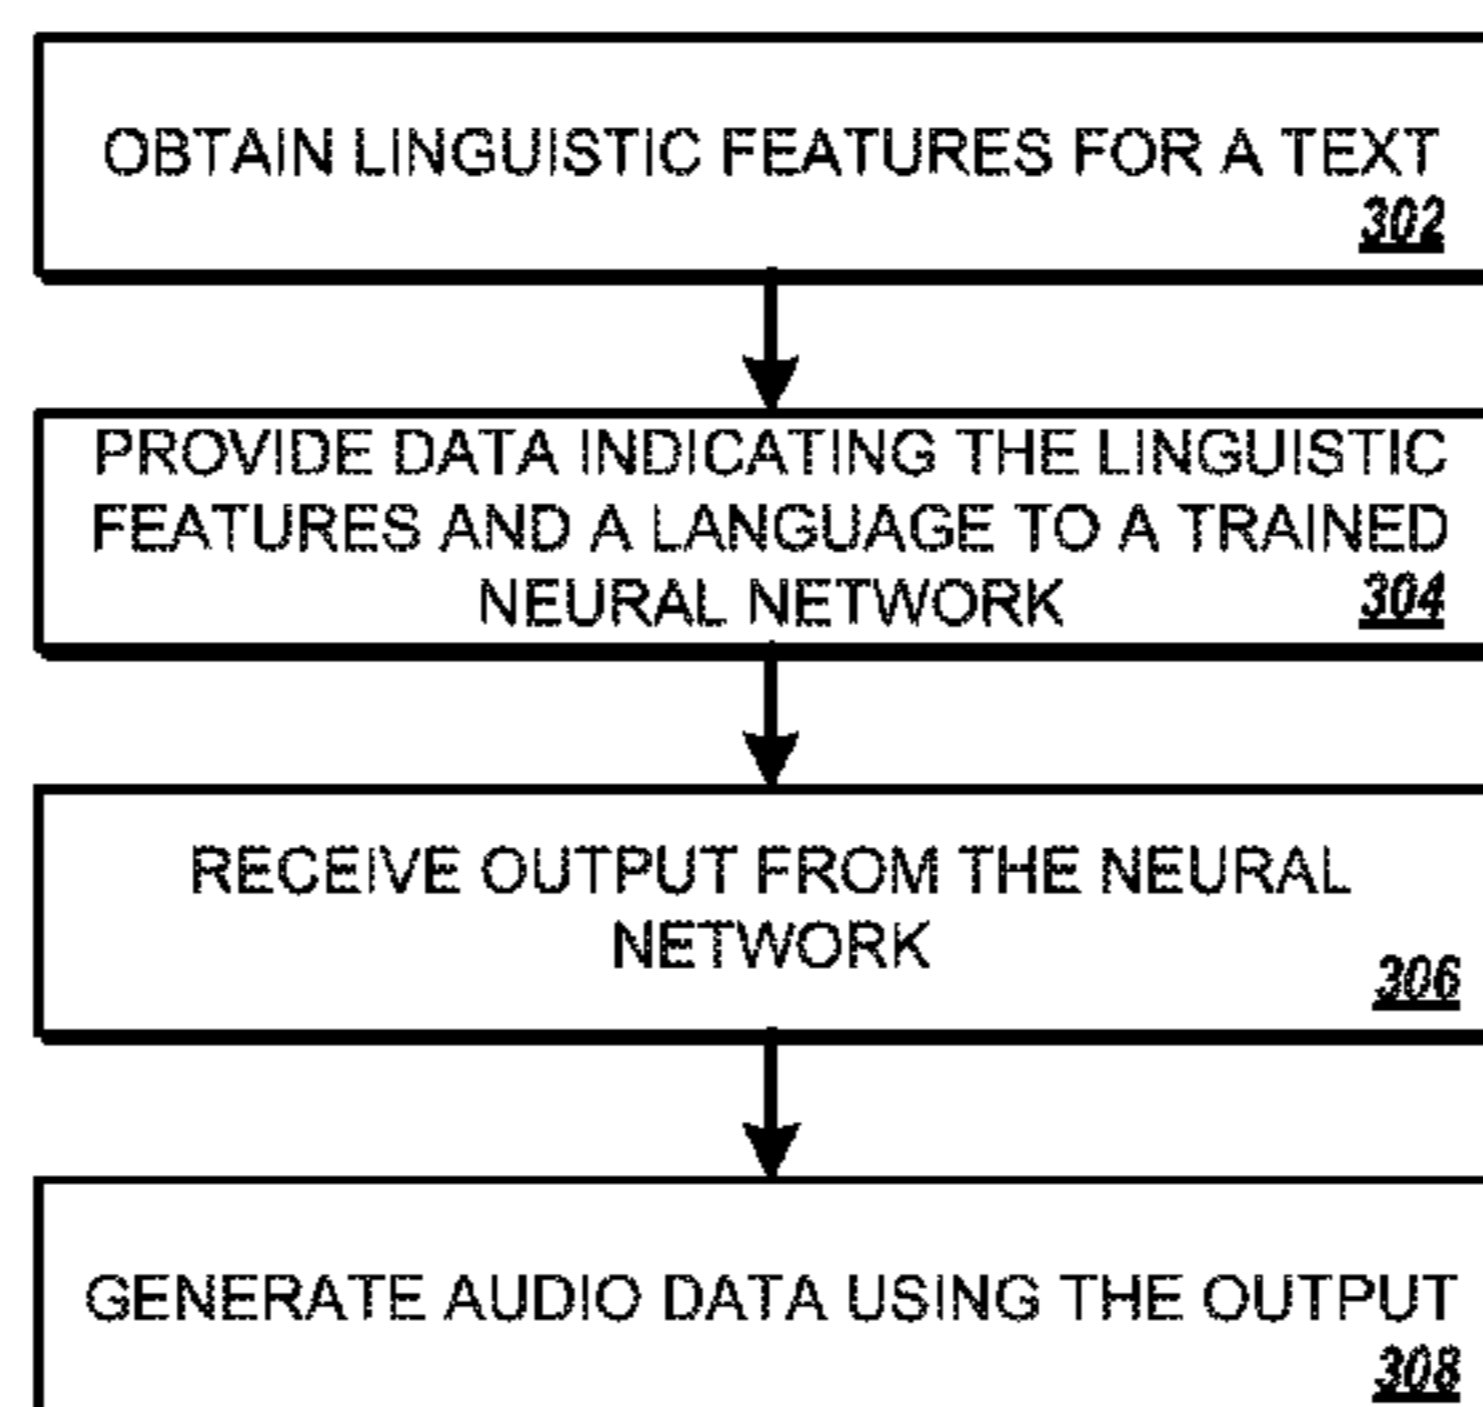 OBTAIN LINGUISTIC FEATURES FOR A TEXT
302
PROVIDE DATA INDICATING THE LINGUISTIC
FEATURES AND A LANGUAGE TO A TRAINED
NEURAL NETWORK 304
RECEIVE OUTPUT FROM THE NEURAL
NETWORK
306
GENERATE AUDIO DATA USING THE OUTPUT
308